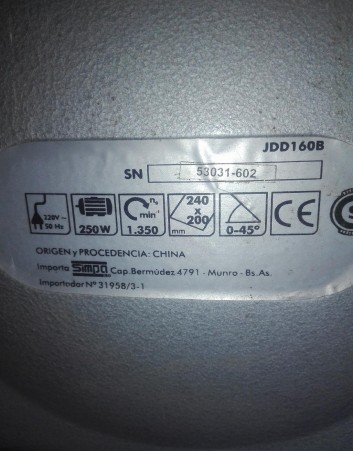 JDD160B
SN 53031-602
220V~
50 Hz
250W
n₀
min⁻¹
1.350
240
x
200
mm
0-45°
CE
ORIGEN y PROCEDENCIA: CHINA
Importa Simpa Cap. Bermúdez 4791 - Munro - Bs. As.
Importador Nº 31958/3-1